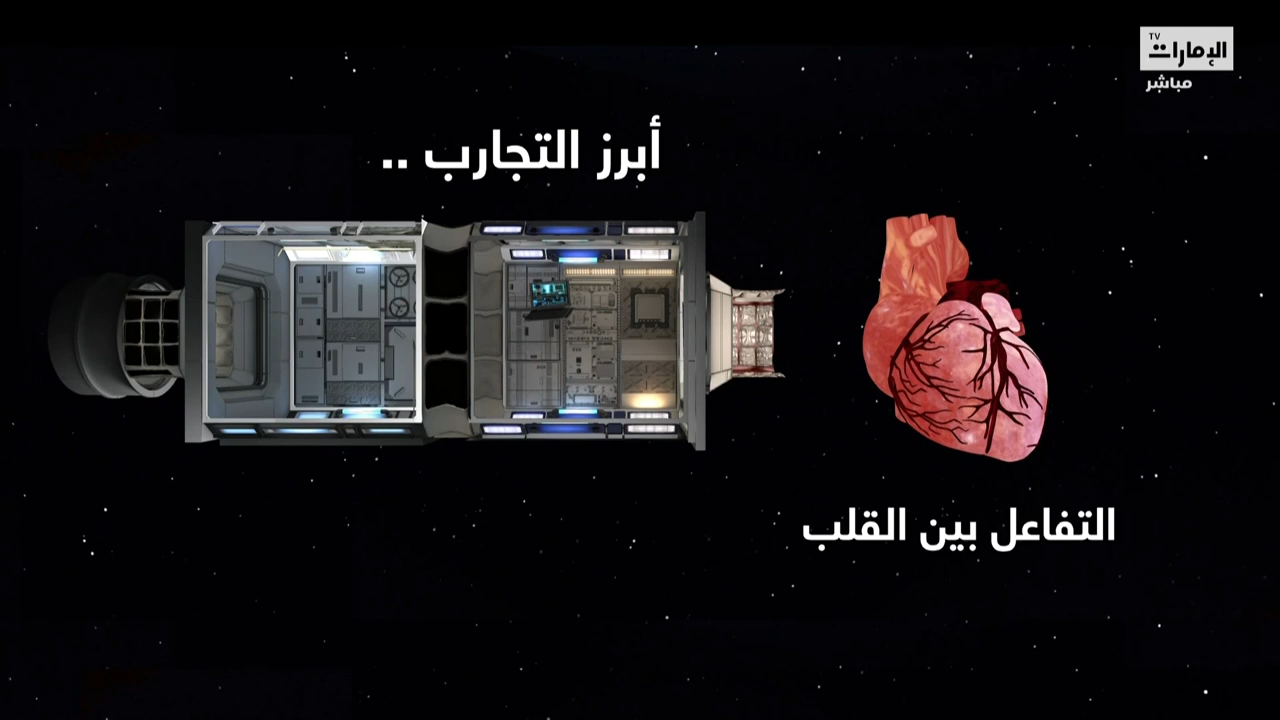 الإمارات
TV
مباشر
أبرز التجارب ..
التفاعل بين القلب